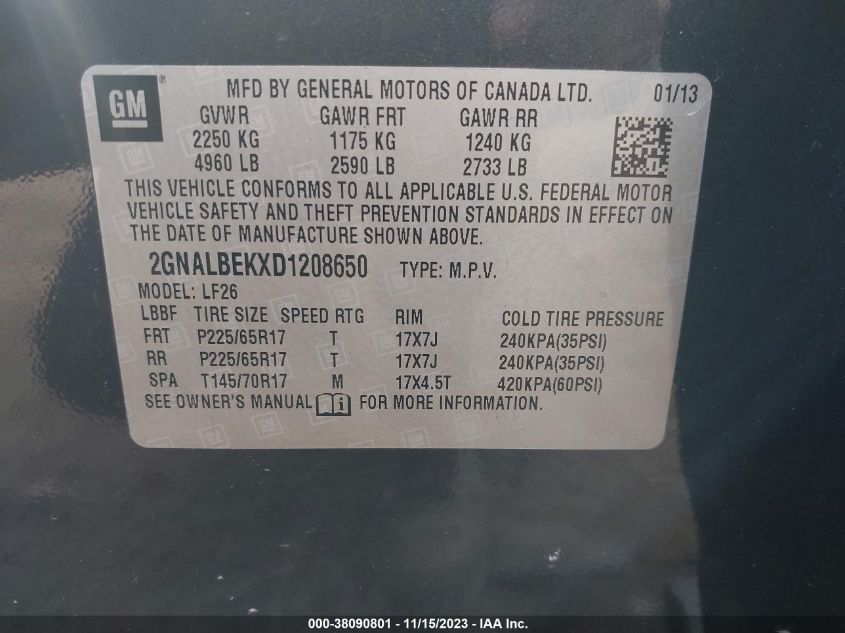 GM
®
MFD BY GENERAL MOTORS OF CANADA LTD. 01/13
GVWR GAWR FRT GAWR RR
2250 KG 1175 KG 1240 KG
4960 LB 2590 LB 2733 LB
THIS VEHICLE CONFORMS TO ALL APPLICABLE U.S. FEDERAL MOTOR
VEHICLE SAFETY AND THEFT PREVENTION STANDARDS IN EFFECT ON
THE DATE OF MANUFACTURE SHOWN ABOVE.
2GNALBEKXD1208650 TYPE: M.P.V.
MODEL: LF26
LBBF TIRE SIZE SPEED RTG RIM COLD TIRE PRESSURE
FRT P225/65R17 T 17X7J 240KPA(35PSI)
RR P225/65R17 T 17X7J 240KPA(35PSI)
SPA T145/70R17 M 17X4.5T 420KPA(60PSI)
SEE OWNER'S MANUAL i FOR MORE INFORMATION.
000-38090801 - 11/15/2023 - IAA Inc.